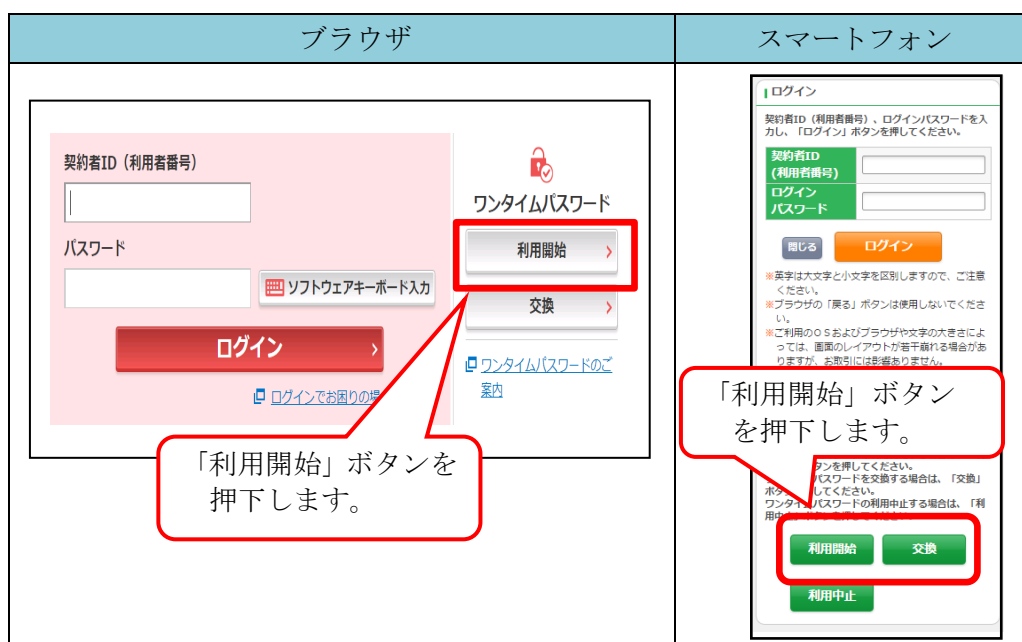 ブラウザ
スマートフォン
契約者ID（利用者番号）
パスワード
ソフトウェアキーボード入力
ログイン
ログインでお困りの場
ワンタイムパスワード
利用開始
交換
ワンタイムパスワードのご
案内
「利用開始」ボタンを
押下します。
ログイン
契約者ID（利用者番号）、ログインパスワードを入
力し、「ログイン」ボタンを押してください。
契約者ID
(利用者番号)
ログイン
パスワード
閉じる
ログイン
※英字は大文字と小文字を区別しますので、ご注意
ください。
※ブラウザの「戻る」ボタンは使用しないでくださ
い。
※ご利用のＯＳおよびブラウザや文字の大きさによ
っては、画面のレイアウトが若干崩れる場合があ
りますが、お取引には影響ありません。
「利用開始」ボタン
を押下します。
タンを押してください。
パスワードを交換する場合は、「交換」
ボタ してください。
ワンタイムパスワードの利用中止する場合は、「利
利用開始
交換
利用中止